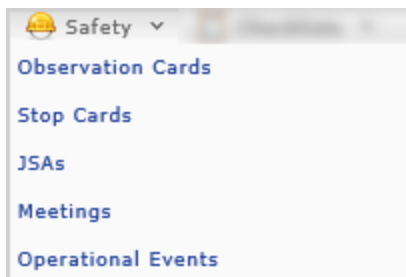 Safety
Observation Cards
Stop Cards
JSAs
Meetings
Operational Events